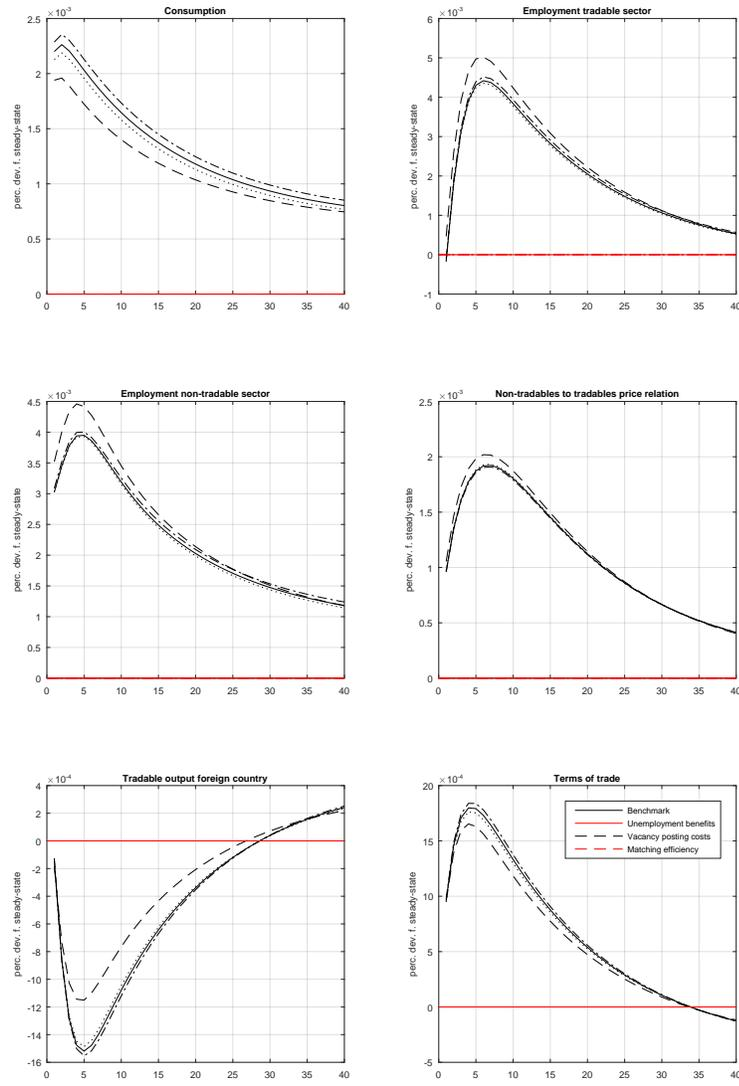 Consumption
Employment tradable sector
×10⁻³
2.5
2
1.5
1
0.5
0
perc. dev. f. steady-state
0 5 10 15 20 25 30 35 40
×10⁻³
6
5
4
3
2
1
0
-1
perc. dev. f. steady-state
0 5 10 15 20 25 30 35 40
Employment non-tradable sector
Non-tradables to tradables price relation
×10⁻³
4.5
4
3.5
3
2.5
2
1.5
1
0.5
0
perc. dev. f. steady-state
0 5 10 15 20 25 30 35 40
×10⁻³
2.5
2
1.5
1
0.5
0
perc. dev. f. steady-state
0 5 10 15 20 25 30 35 40
Tradable output foreign country
Terms of trade
×10⁻⁴
4
2
0
-2
-4
-6
-8
-10
-12
-14
-16
perc. dev. f. steady-state
0 5 10 15 20 25 30 35 40
×10⁻⁴
20
15
10
5
0
-5
perc. dev. f. steady-state
0 5 10 15 20 25 30 35 40
Benchmark
Unemployment benefits
Vacancy posting costs
Matching efficiency